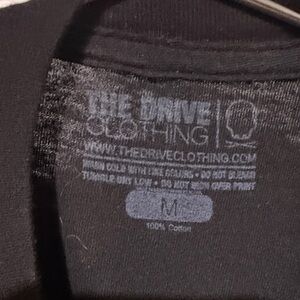 THE DRIVE
CLOTHING
WWW.THEDRIVECLOTHING.COM
WASH COLD WITH LIKE COLORS • DO NOT BLEACH
TUMBLE DRY LOW • DO NOT IRON OVER PRINT
M
100% Cotton